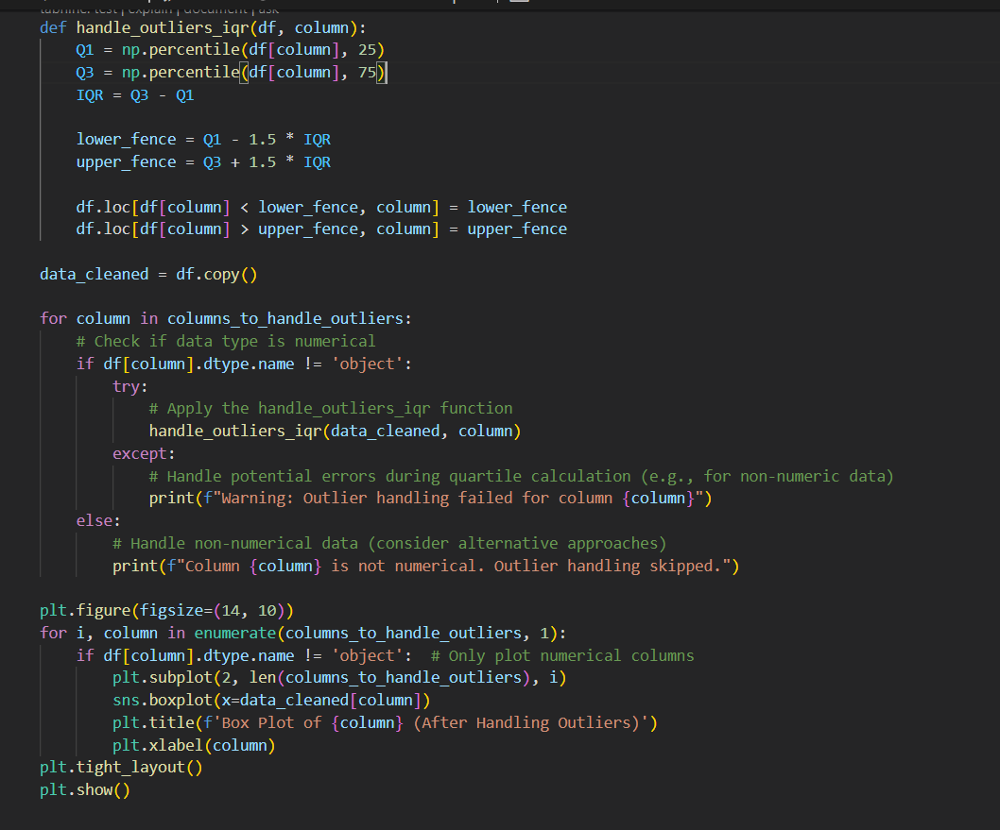 tabnine: test | explain | document | ask
def handle_outliers_iqr(df, column):
    Q1 = np.percentile(df[column], 25)
    Q3 = np.percentile(df[column], 75)
    IQR = Q3 - Q1

    lower_fence = Q1 - 1.5 * IQR
    upper_fence = Q3 + 1.5 * IQR

    df.loc[df[column] < lower_fence, column] = lower_fence
    df.loc[df[column] > upper_fence, column] = upper_fence

data_cleaned = df.copy()

for column in columns_to_handle_outliers:
    # Check if data type is numerical
    if df[column].dtype.name != 'object':
        try:
            # Apply the handle_outliers_iqr function
            handle_outliers_iqr(data_cleaned, column)
        except:
            # Handle potential errors during quartile calculation (e.g., for non-numeric data)
            print(f"Warning: Outlier handling failed for column {column}")
    else:
        # Handle non-numerical data (consider alternative approaches)
        print(f"Column {column} is not numerical. Outlier handling skipped.")

plt.figure(figsize=(14, 10))
for i, column in enumerate(columns_to_handle_outliers, 1):
    if df[column].dtype.name != 'object':  # Only plot numerical columns
        plt.subplot(2, len(columns_to_handle_outliers), i)
        sns.boxplot(x=data_cleaned[column])
        plt.title(f'Box Plot of {column} (After Handling Outliers)')
        plt.xlabel(column)
plt.tight_layout()
plt.show()